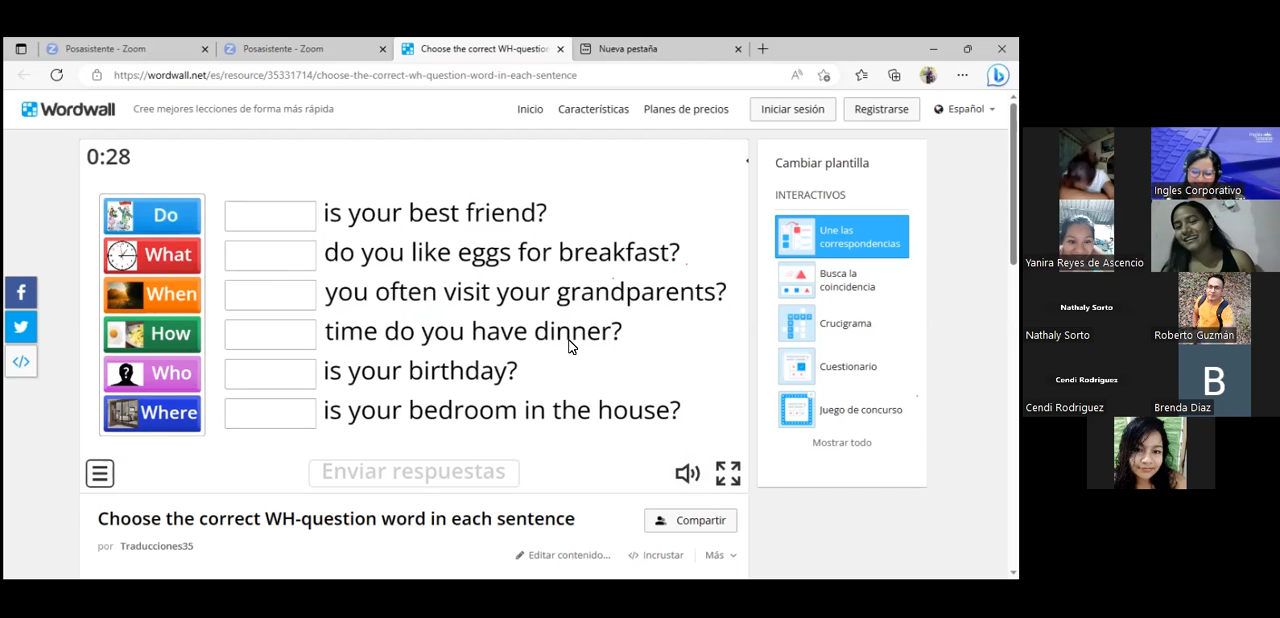 Posasistente - Zoom
Posasistente - Zoom
Choose the correct WH-question
Nueva pestaña
https://wordwall.net/es/resource/35331714/choose-the-correct-wh-question-word-in-each-sentence
Wordwall
Cree mejores lecciones de forma más rápida
Inicio
Características
Planes de precios
Iniciar sesión
Registrarse
Español
0:28
Do
is your best friend?
What
do you like eggs for breakfast?
When
you often visit your grandparents?
How
time do you have dinner?
Who
is your birthday?
Where
is your bedroom in the house?
Enviar respuestas
Choose the correct WH-question word in each sentence
Compartir
por Traducciones35
Editar contenido...
Incrustar
Más
Cambiar plantilla
INTERACTIVOS
Une las
correspondencias
Busca la
coincidencia
Crucigrama
Cuestionario
Juego de concurso
Mostrar todo
Ingles Corporativo
Yanira Reyes de Ascencio
Nathaly Sorto
Nathaly Sorto
Roberto Guzmán
Cendi Rodriguez
Cendi Rodriguez
B
Brenda Diaz